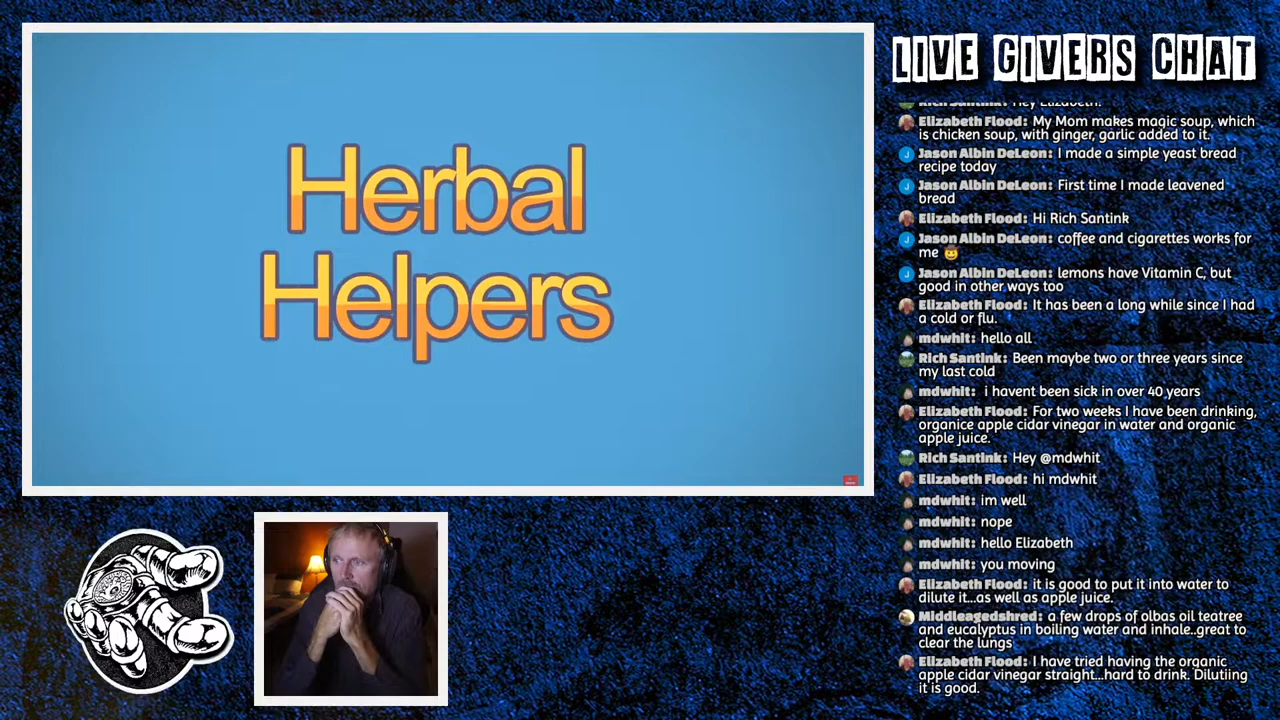 Herbal
Helpers
LIVE GIVERS CHAT
Rich Santink: Hey Elizabeth!
Elizabeth Flood: My Mom makes magic soup, which
is chicken soup, with ginger, garlic added to it.
Jason Albin DeLeon: I made a simple yeast bread
recipe today
Jason Albin DeLeon: First time I made leavened
bread
Elizabeth Flood: Hi Rich Santink
Jason Albin DeLeon: coffee and cigarettes works for
me 🤠
Jason Albin DeLeon: lemons have Vitamin C, but
good in other ways too
Elizabeth Flood: It has been a long while since I had
a cold or flu.
mdwhit: hello all
Rich Santink: Been maybe two or three years since
my last cold
mdwhit: i havent been sick in over 40 years
Elizabeth Flood: For two weeks I have been drinking,
organice apple cidar vinegar in water and organic
apple juice.
Rich Santink: Hey @mdwhit
Elizabeth Flood: hi mdwhit
mdwhit: im well
mdwhit: nope
mdwhit: hello Elizabeth
mdwhit: you moving
Elizabeth Flood: it is good to put it into water to
dilute it...as well as apple juice.
Middleagedshred: a few drops of olbas oil teatree
and eucalyptus in boiling water and inhale..great to
clear the lungs
Elizabeth Flood: I have tried having the organic
apple cidar vinegar straight...hard to drink. Dilutiing
it is good.